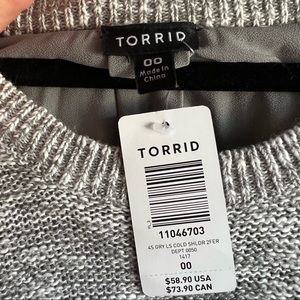 TORRID
00
Made in
China
TORRID
11046703
45 GRY LS COLD SHLDR 2FER
DEPT 0050
1417
00
$58.90 USA
$73.90 CAN